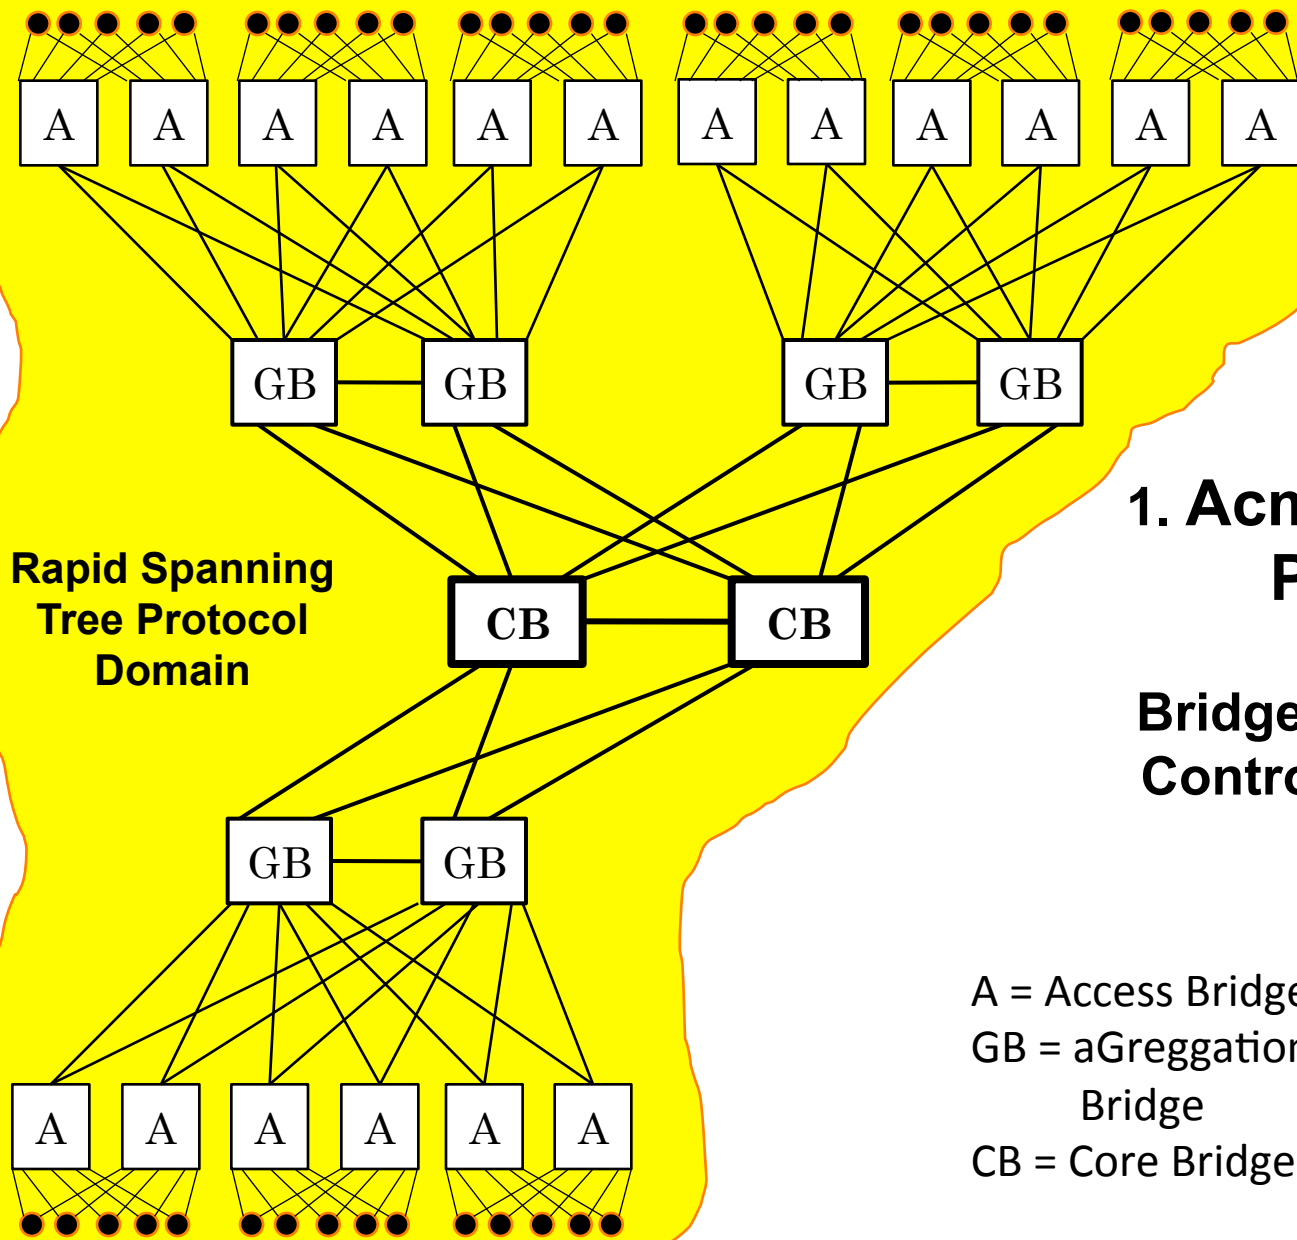 A A A A A A A A A A A A
GB GB GB GB
1. Acm
P
Rapid Spanning
Tree Protocol
Domain
CB CB
Bridge
Contro
GB GB
A = Access Bridge
GB = aGreggation
Bridge
CB = Core Bridge
A A A A A A